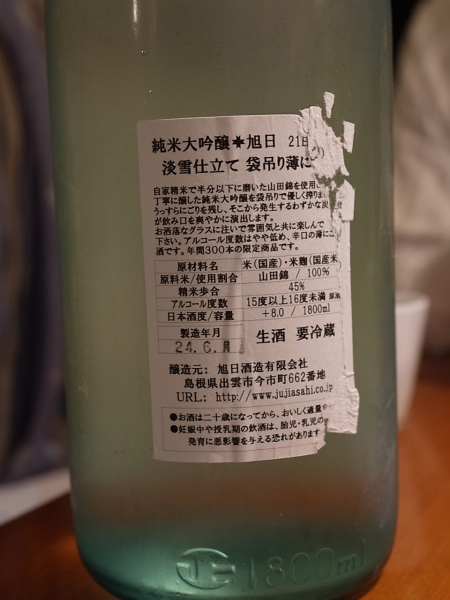 純米大吟醸✚旭日 21
淡雪仕立て 袋吊り薄に
自家精米で半分以下に磨いた山田錦を使用し
丁寧に醸した純米大吟醸を袋吊りで優しく搾りま
うっすらにごりを残し、そこから発生するわずかな炭
が飲み口を爽やかに演出します。
お洒落なグラスに注いで雰囲気と共に楽しんで
下さい。アルコール度数はやや低め、辛口の薄にご
酒です。年間300本の限定商品です。
原材料名 米(国産)・米麹(国産米
原料米/使用割合 山田錦 / 100%
精米歩合 45%
アルコール度数 15度以上16度未満 原酒
日本酒度/容量 +8.0 / 1800ml
製造年月 生酒 要冷蔵
24.6.
醸造元: 旭日酒造有限会社
島根県出雲市今市町662番地
URL: http://www.jujiasahi.co.jp
●お酒は二十歳になってから、おいしく適量
●妊娠中や授乳期の飲酒は、胎児・乳児の
発育に悪影響を与える恐れがあります
1800ml